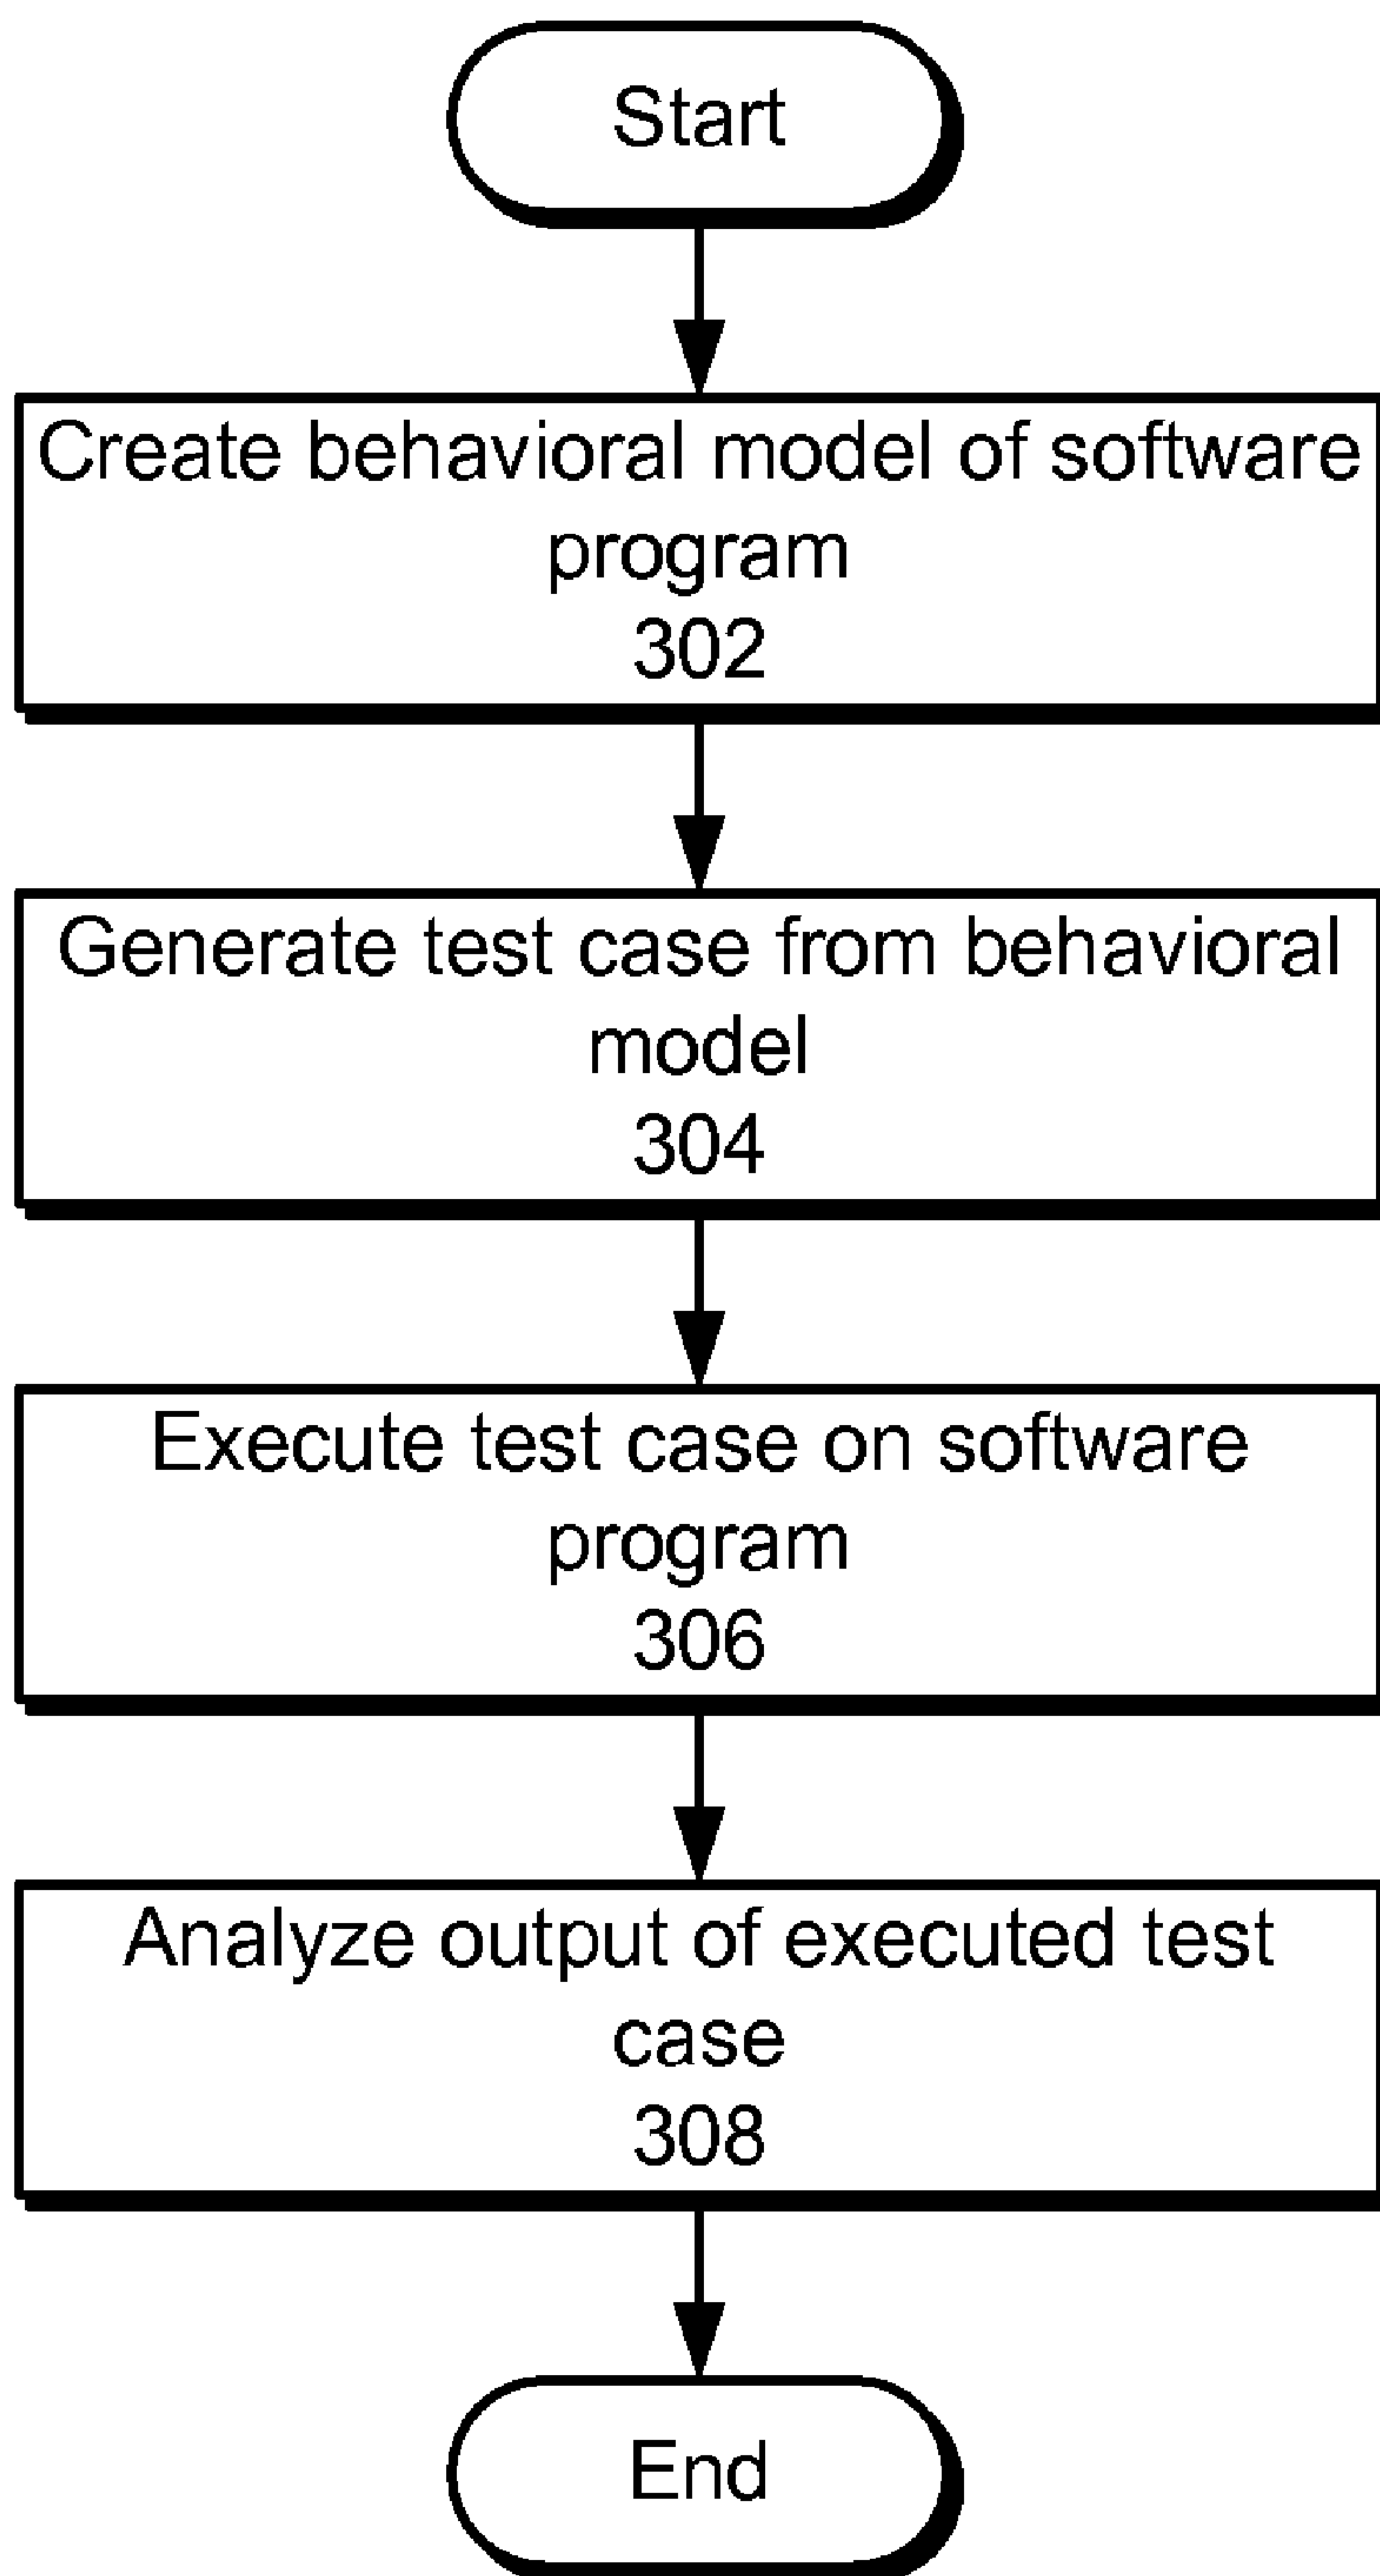 Start
Create behavioral model of software
program
302
Generate test case from behavioral
model
304
Execute test case on software
program
306
Analyze output of executed test
case
308
End